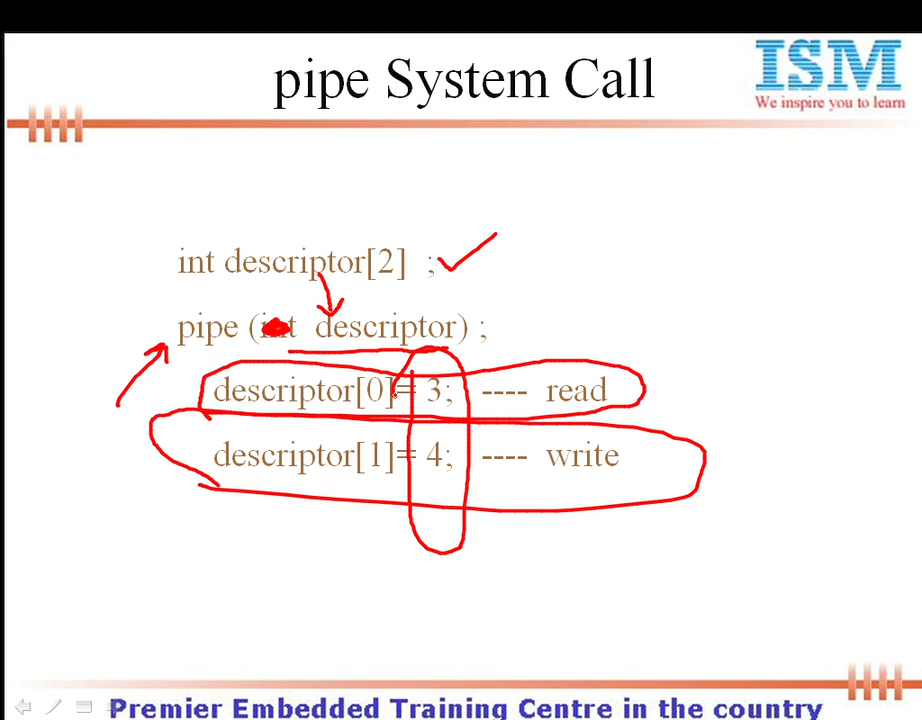 pipe System Call
ISM
We inspire you to learn
int descriptor[2] ;
pipe (int descriptor) ;
descriptor[0]= 3; ---- read
descriptor[1]= 4; ---- write
Premier Embedded Training Centre in the country